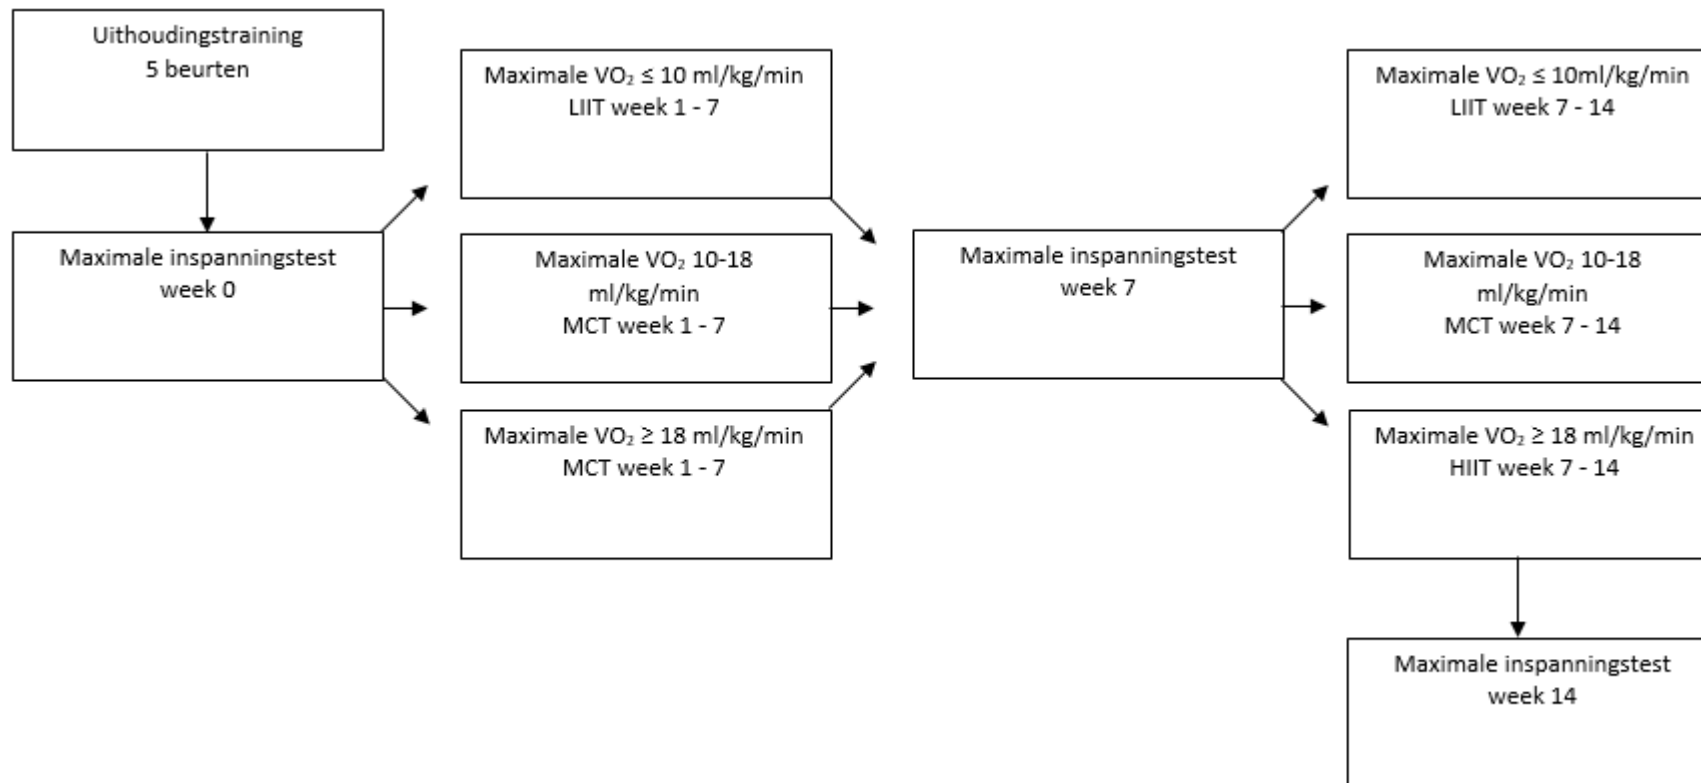 Uithoudingstraining
5 beurten
Maximale inspanningstest
week 0
Maximale VO₂ ≤ 10 ml/kg/min
LIIT week 1 - 7
Maximale VO₂ 10-18
ml/kg/min
MCT week 1 - 7
Maximale VO₂ ≥ 18 ml/kg/min
MCT week 1 - 7
Maximale inspanningstest
week 7
Maximale VO₂ ≤ 10ml/kg/min
LIIT week 7 - 14
Maximale VO₂ 10-18
ml/kg/min
MCT week 7 - 14
Maximale VO₂ ≥ 18 ml/kg/min
HIIT week 7 - 14
Maximale inspanningstest
week 14